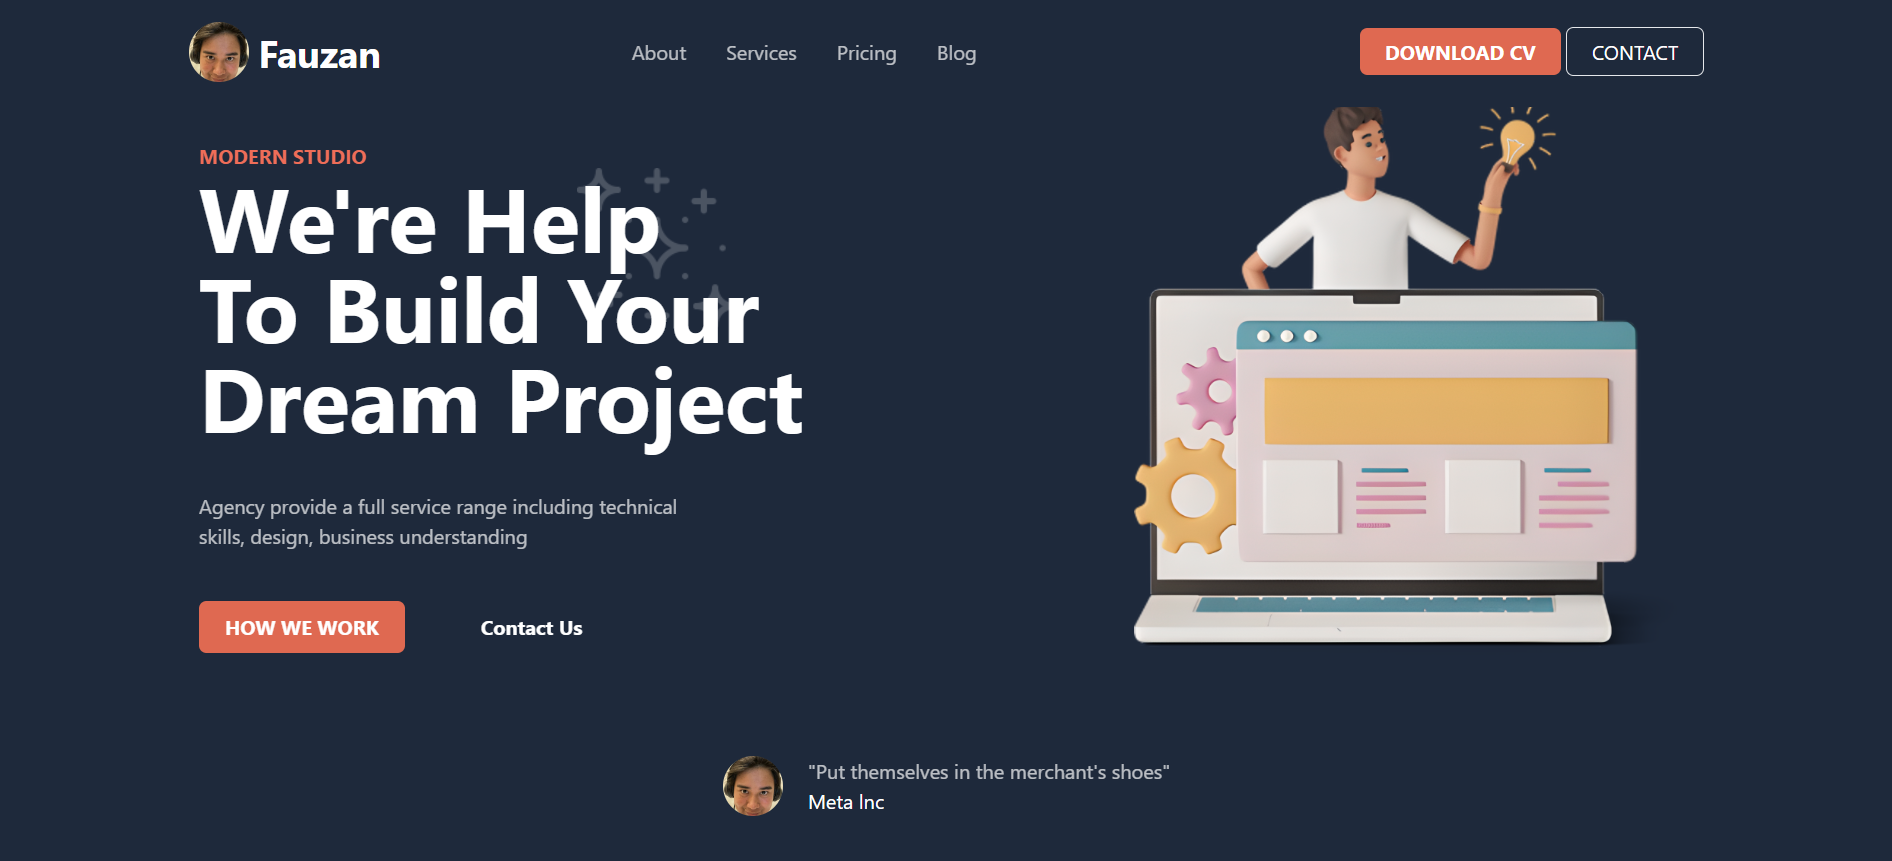 Fauzan
About
Services
Pricing
Blog
DOWNLOAD CV
CONTACT
MODERN STUDIO
We're Help
To Build Your
Dream Project
Agency provide a full service range including technical
skills, design, business understanding
HOW WE WORK
Contact Us
"Put themselves in the merchant's shoes"
Meta Inc